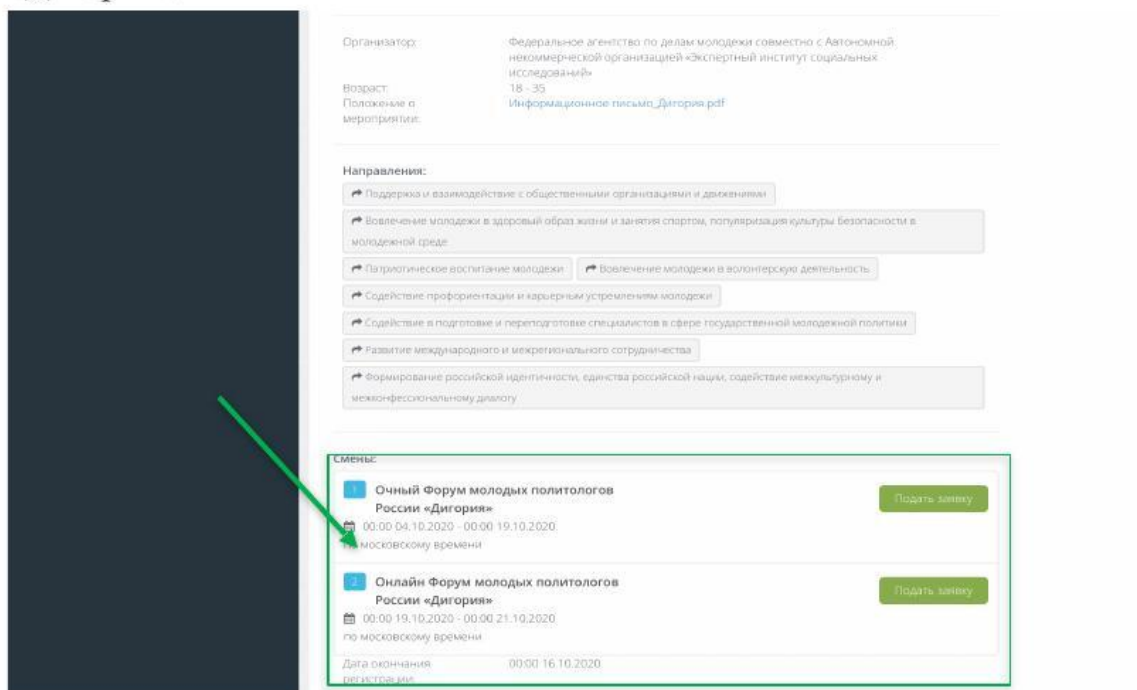 Организатор: Федеральное агентство по делам молодежи совместно с Автономной
некоммерческой организацией «Экспертный институт социальных
исследований»
Возраст: 18 - 35
Положение о Информационное письмо_Дигория.pdf
мероприятии:
Направления:
Поддержка и взаимодействие с общественными организациями и движениями
Вовлечение молодежи в здоровый образ жизни и занятия спортом, популяризация культуры безопасности в
молодежной среде
Патриотическое воспитание молодежи Вовлечение молодежи в волонтерскую деятельность
Содействие профориентации и карьерным устремлениям молодежи
Содействие в подготовке и переподготовке специалистов в сфере государственной молодежной политики
Развитие международного и межрегионального сотрудничества
Формирование российской идентичности, единства российской нации, содействие межкультурному и
межконфессиональному диалогу
Смены:
1 Очный Форум молодых политологов
России «Дигория» Подать заявку
00:00 04.10.2020 - 00:00 19.10.2020
по московскому времени
2 Онлайн Форум молодых политологов
России «Дигория» Подать заявку
00:00 19.10.2020 - 00:00 21.10.2020
по московскому времени
Дата окончания 00:00 16.10.2020
регистрации: